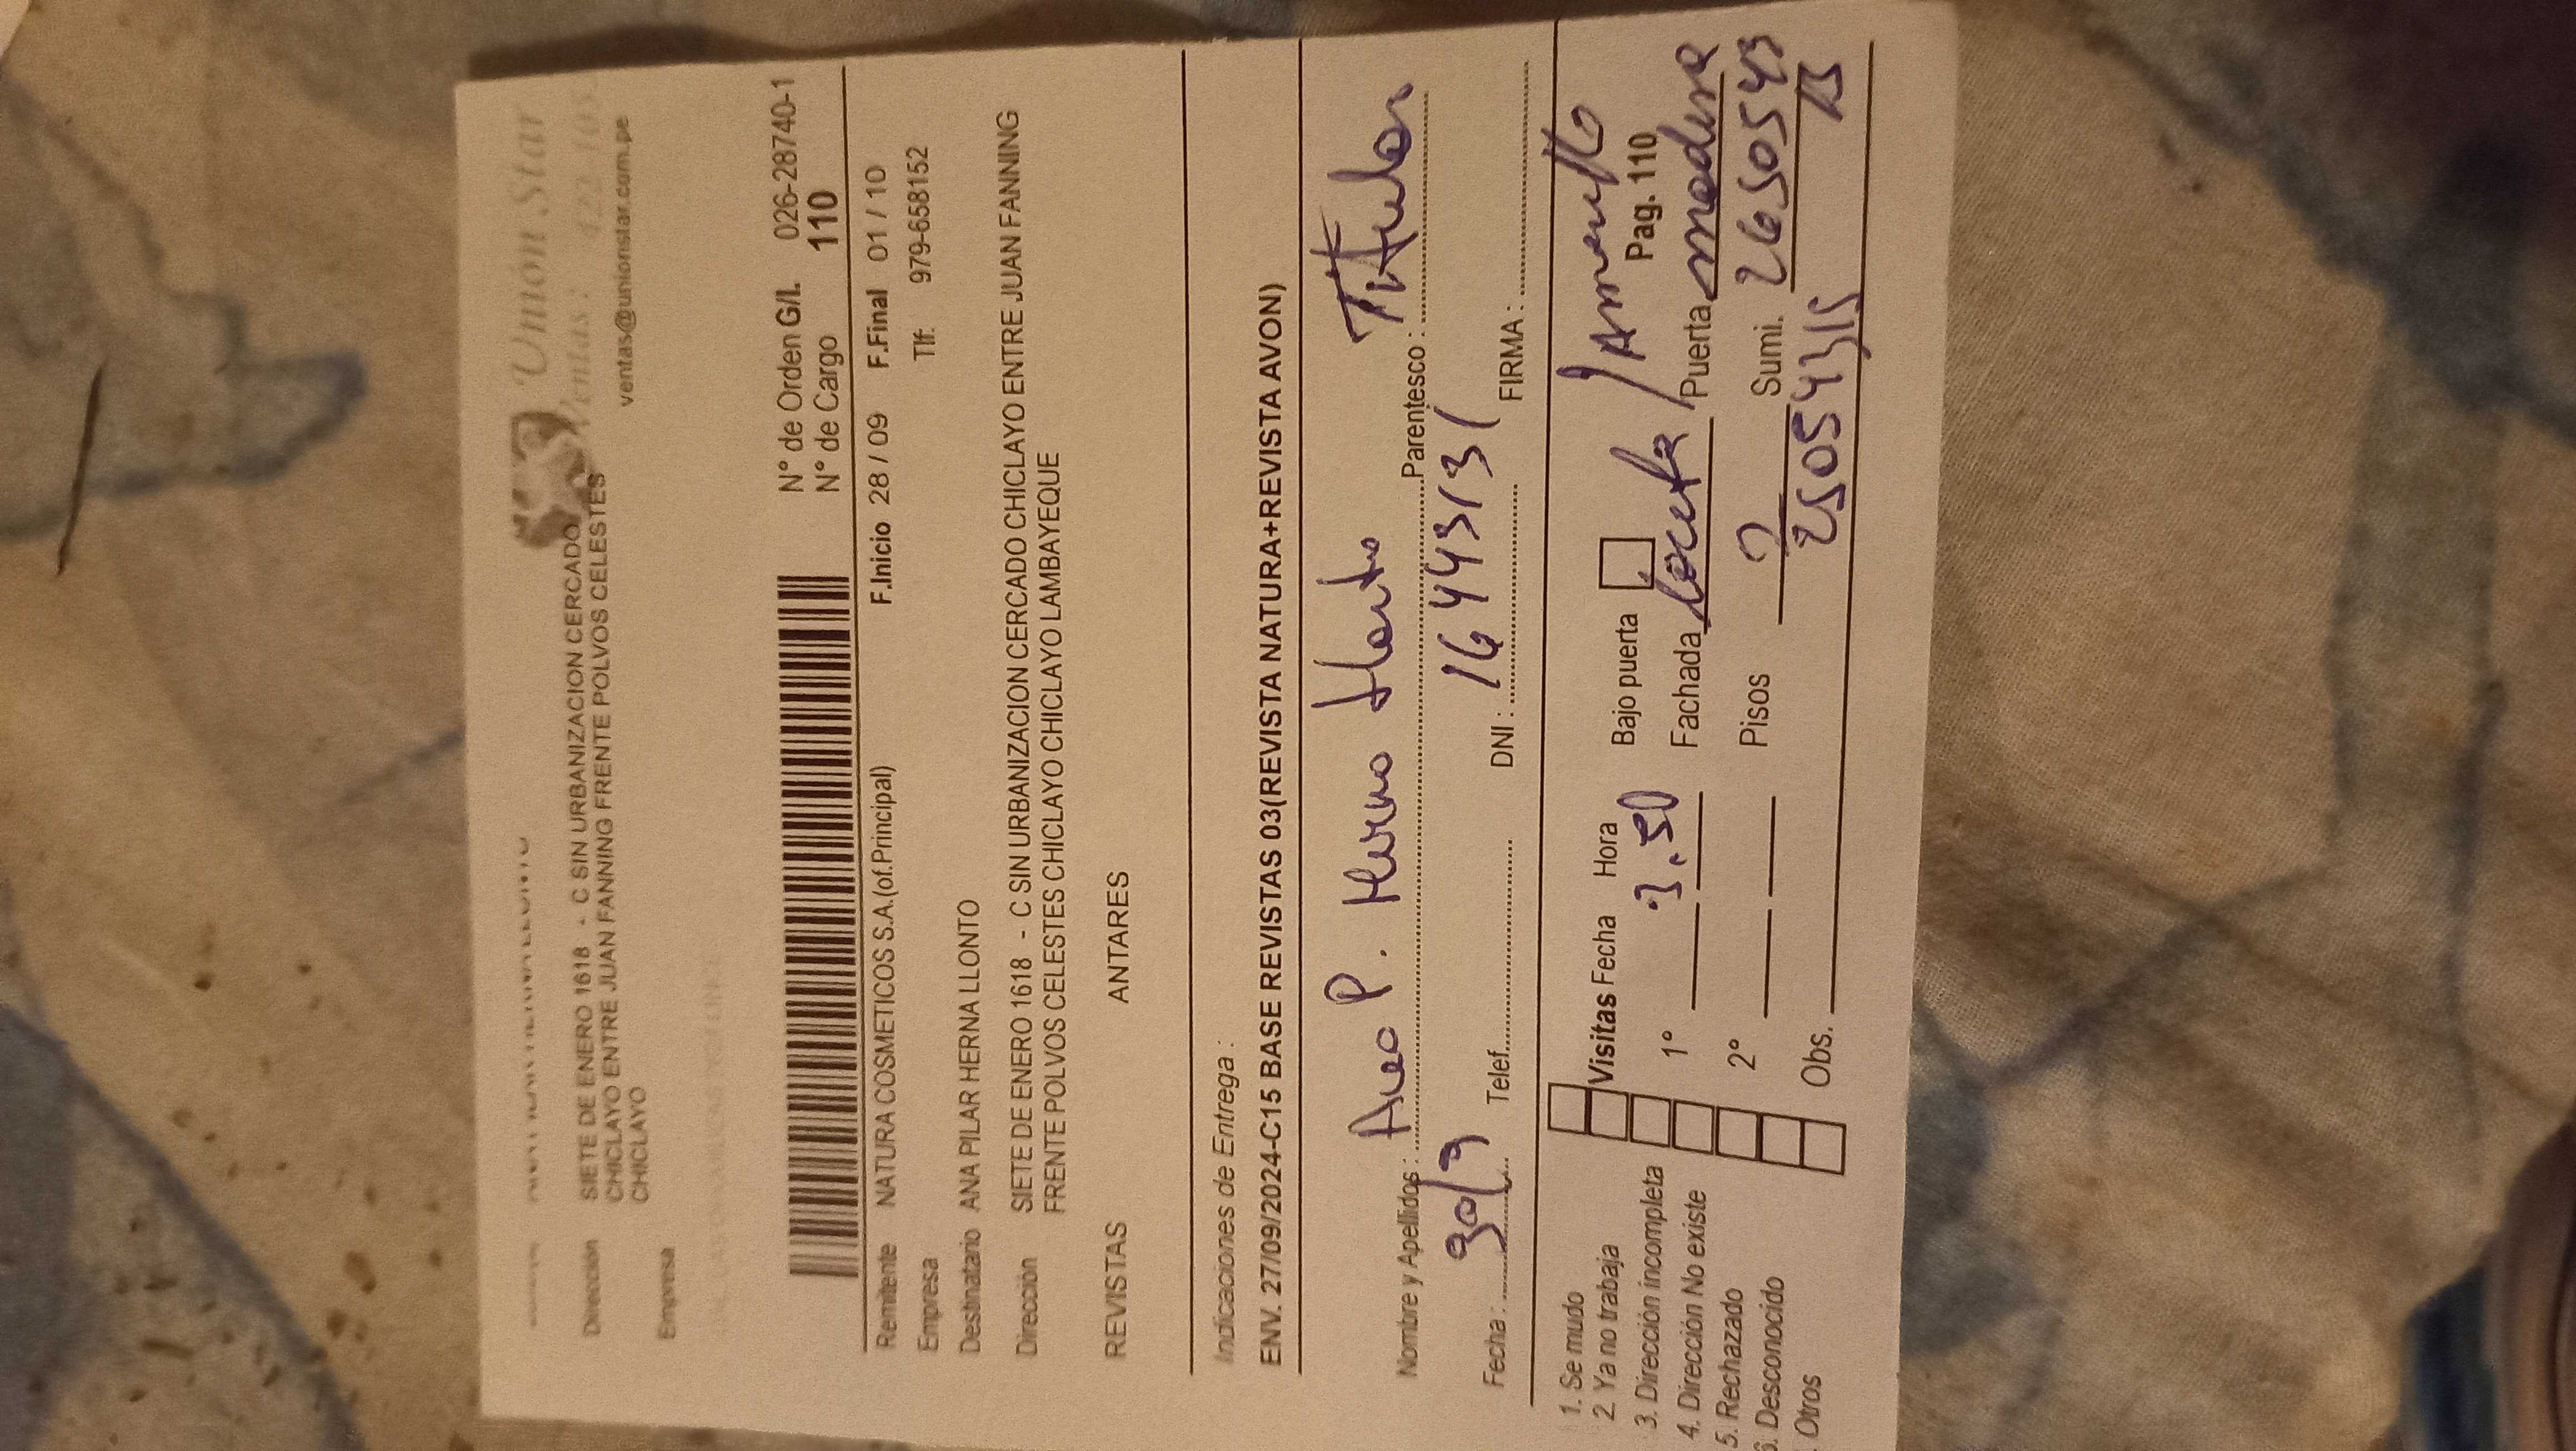 Union Star
Ventas:
ventas@unionstar.com.pe
Dirección SIETE DE ENERO 1618 - C SIN URBANIZACION CERCADO
CHICLAYO ENTRE JUAN FANNING FRENTE POLVOS CELESTES
CHICLAYO
Empresa
N° de Orden G/L 026-28740-1
N° de Cargo 110
F.Inicio 28 / 09 F.Final 01 / 10
Remitente NATURA COSMETICOS S.A.(of.Principal)
Empresa Tlf: 979-658152
Destinatario ANA PILAR HERNA LLONTO
Dirección SIETE DE ENERO 1618 - C SIN URBANIZACION CERCADO CHICLAYO ENTRE JUAN FANNING
FRENTE POLVOS CELESTES CHICLAYO CHICLAYO LAMBAYEQUE
REVISTAS ANTARES
Indicaciones de Entrega :
ENV. 27/09/2024-C15 BASE REVISTAS 03(REVISTA NATURA+REVISTA AVON)
Nombre y Apellidos : Ana P. Herna Llonto Parentesco : Titular
Fecha : 30/9 Telef. DNI : 16443131 FIRMA :
1. Se mudo
2. Ya no trabaja
3. Dirección incompleta
4. Dirección No existe
5. Rechazado
6. Desconocido
. Otros
Visitas Fecha Hora Bajo puerta
Pag. 110
1° Fachada / Amarillo Puerta madera
2° Pisos 2 Sumi. 26505443
Obs.